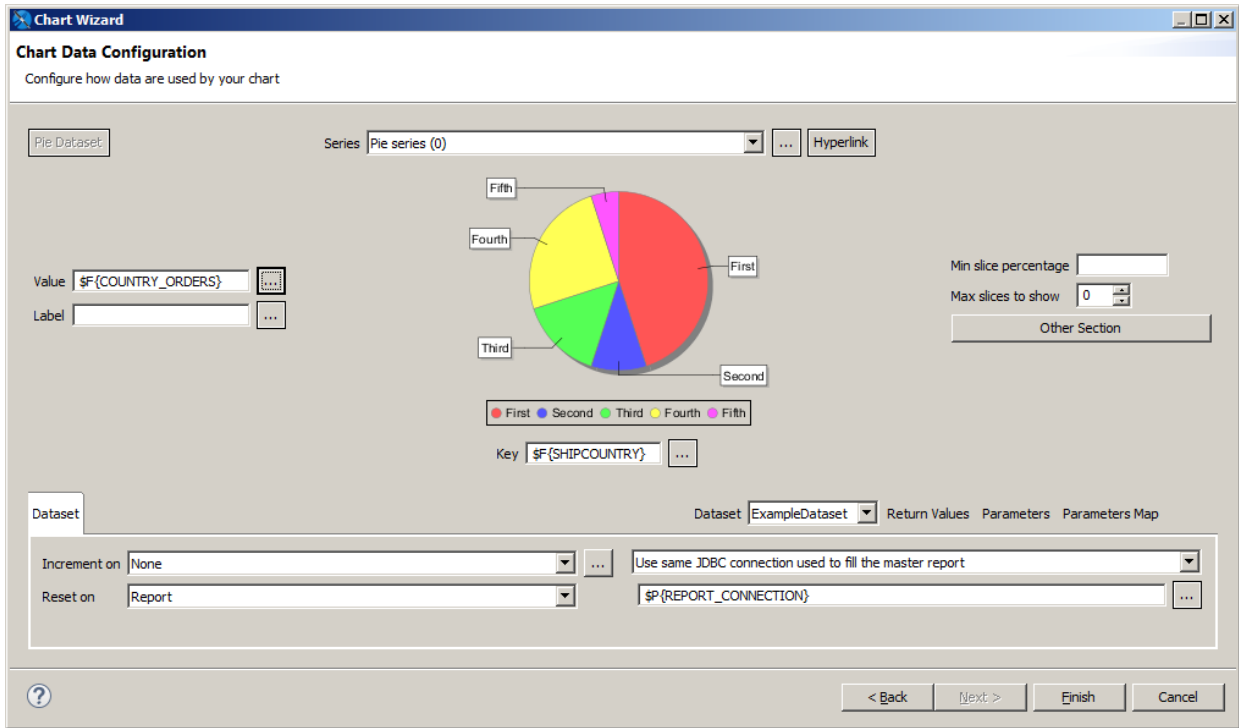 Chart Wizard
Chart Data Configuration
Configure how data are used by your chart
Pie Dataset
Series Pie series (0) ... Hyperlink
Fifth
Fourth
First
Value $F{COUNTRY_ORDERS} ...
Label ...
Min slice percentage
Max slices to show 0
Other Section
Third
Second
First Second Third Fourth Fifth
Key $F{SHIPCOUNTRY} ...
Dataset
Dataset ExampleDataset Return Values Parameters Parameters Map
Increment on None ... Use same JDBC connection used to fill the master report
Reset on Report $P{REPORT_CONNECTION} ...
? < Back Next > Finish Cancel